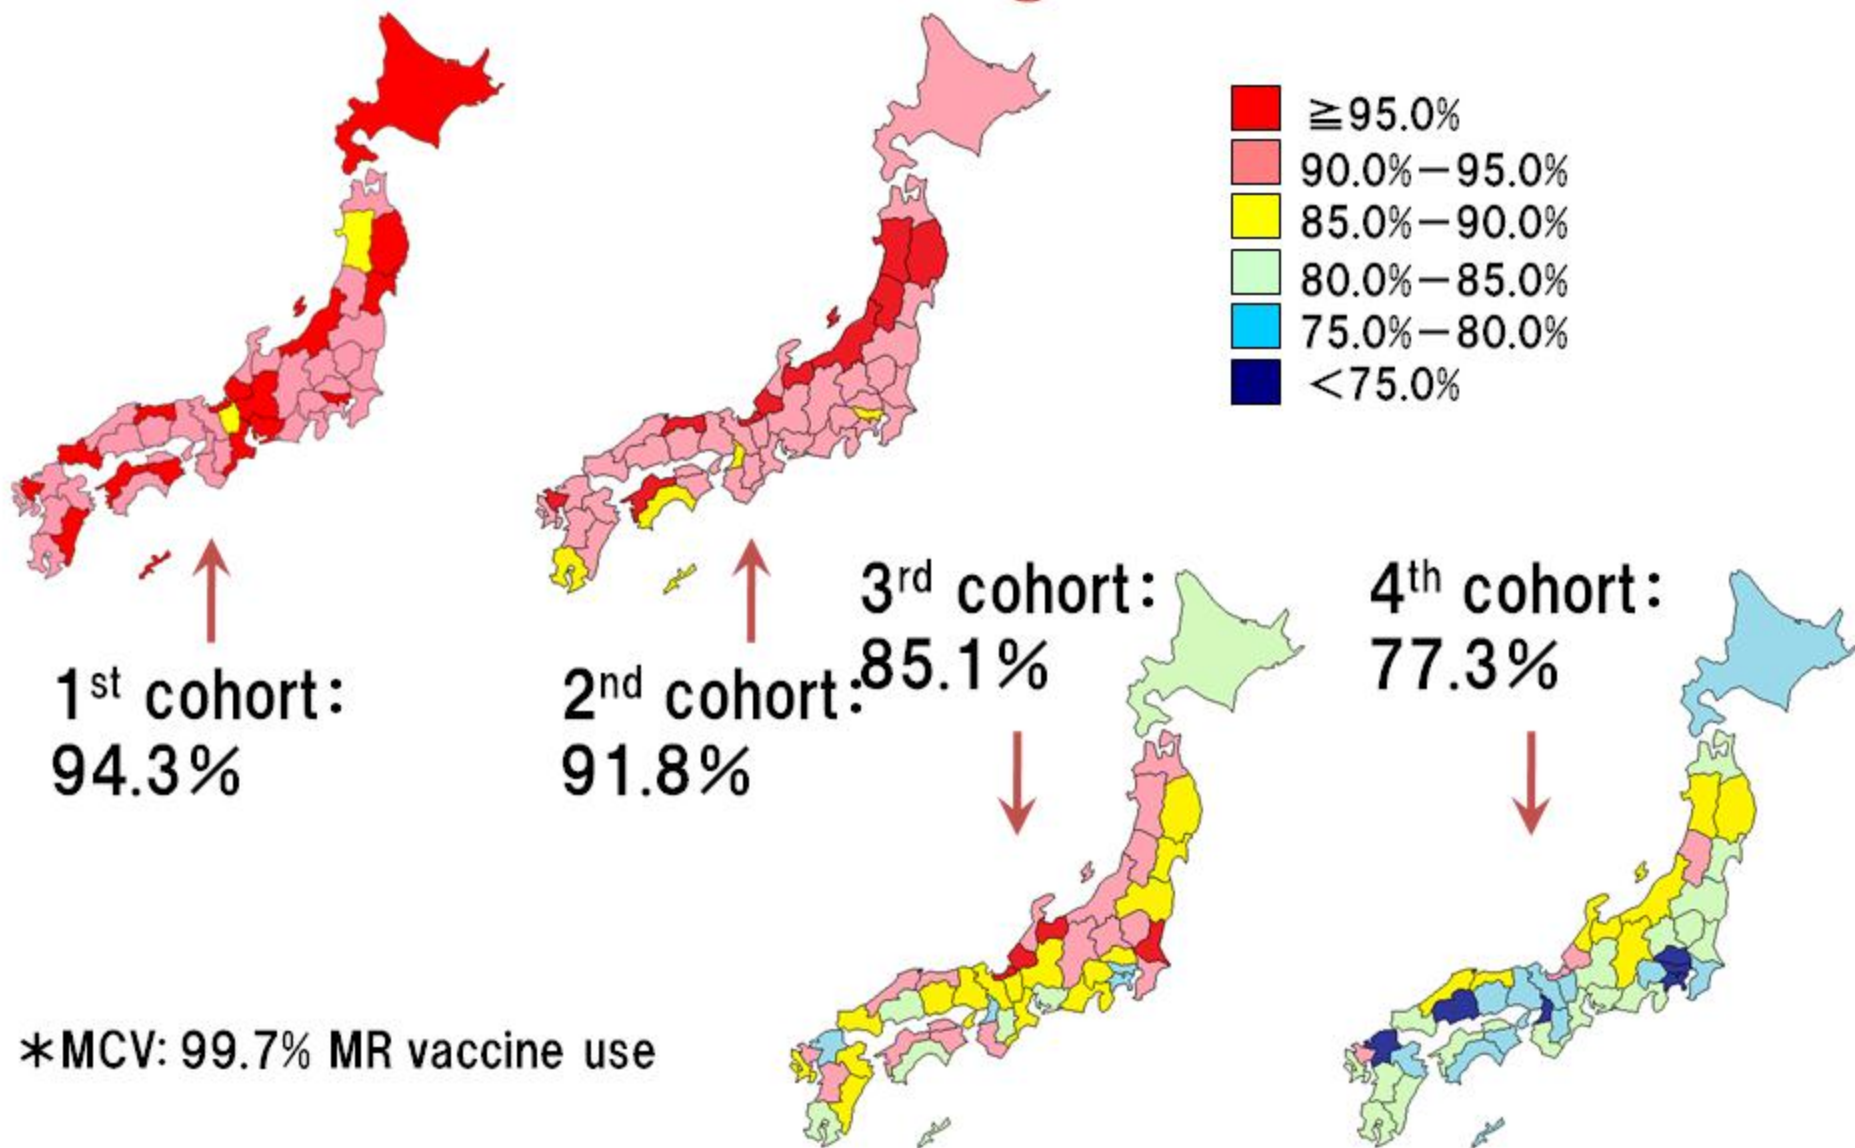 ≧95.0%
90.0%−95.0%
85.0%−90.0%
80.0%−85.0%
75.0%−80.0%
<75.0%
1st cohort:
94.3%
2nd cohort:
91.8%
3rd cohort:
85.1%
4th cohort:
77.3%
*MCV: 99.7% MR vaccine use